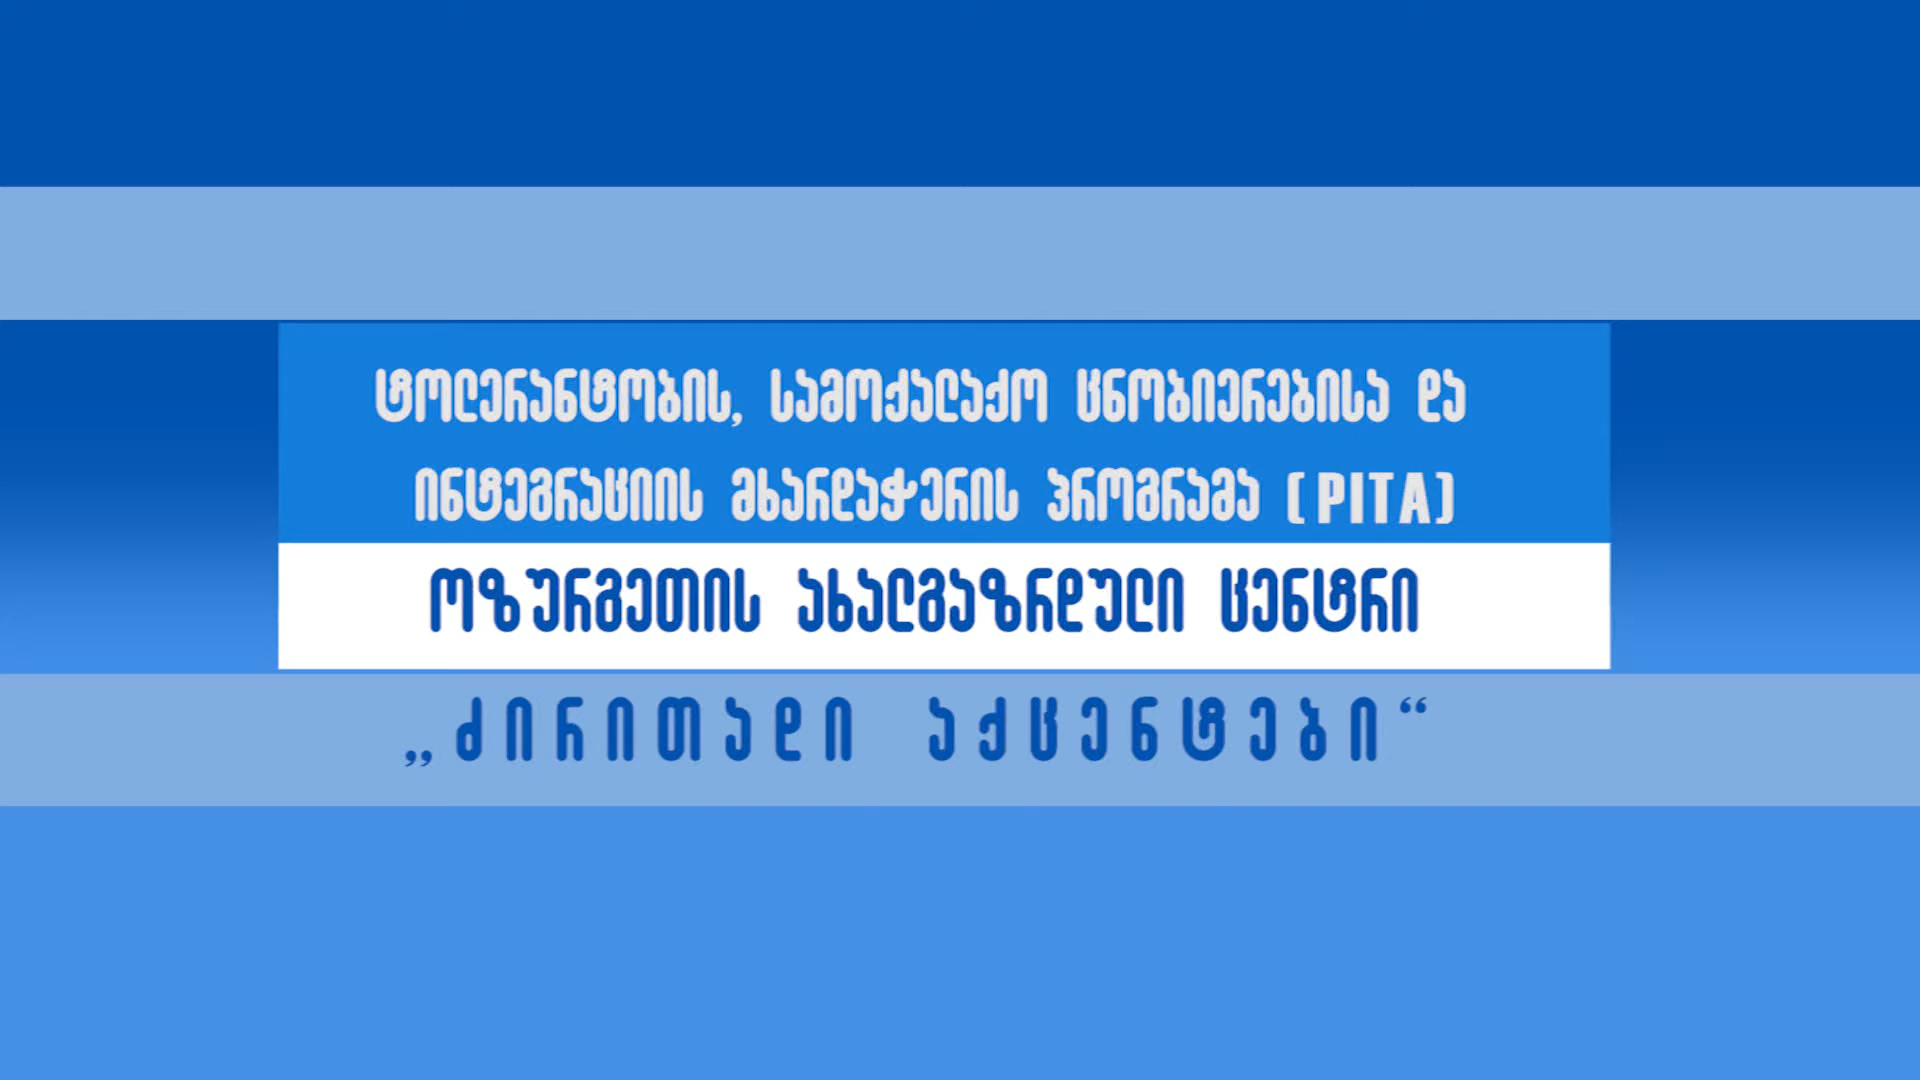 ტოლერანტობის, სამოქალაქო ცნობიერებისა და
ინტეგრაციის მხარდაჭერის პროგრამა (PITA)
ოზურგეთის ახალგაზრდული ცენტრი
„ძირითადი აქცენტები“